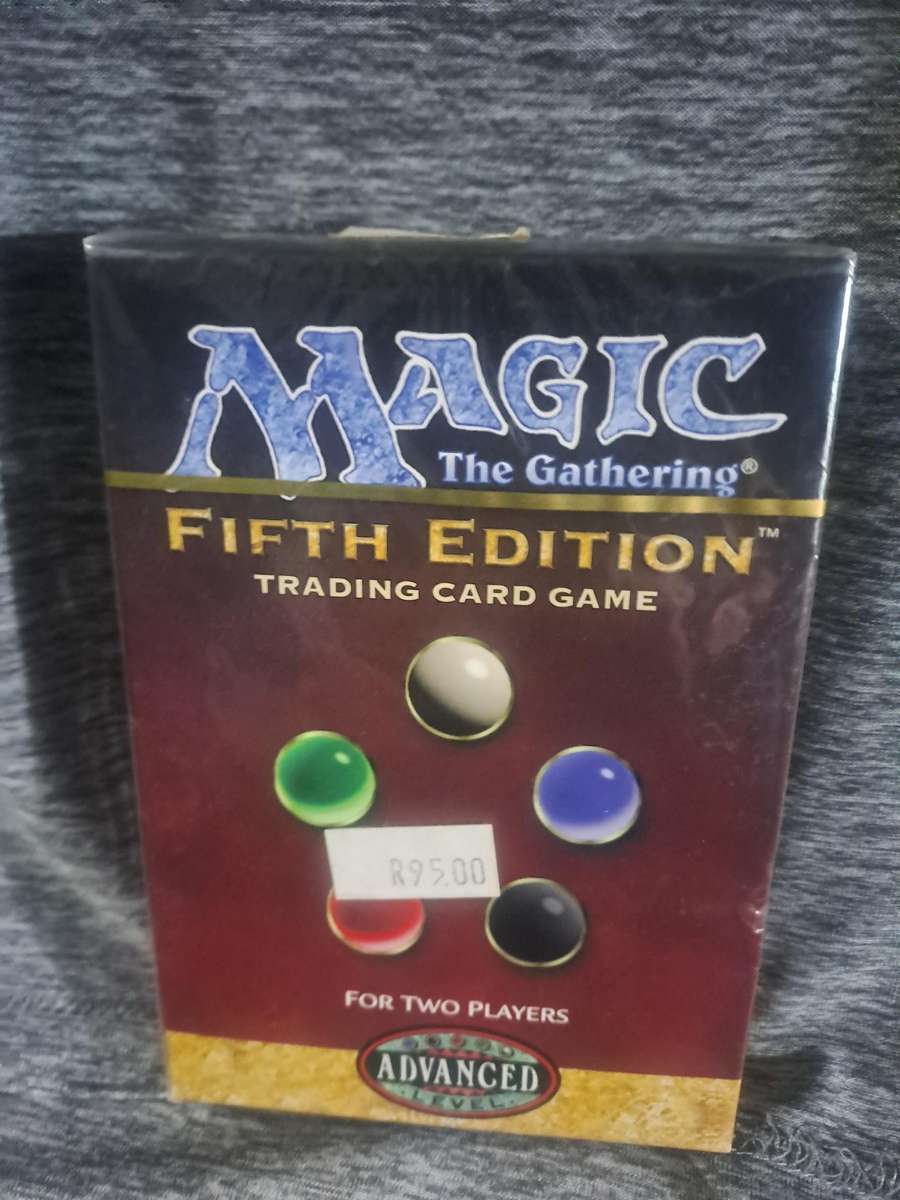 MAGIC
The Gathering®
FIFTH EDITION™
TRADING CARD GAME
R95.00
FOR TWO PLAYERS
ADVANCED
LEVEL